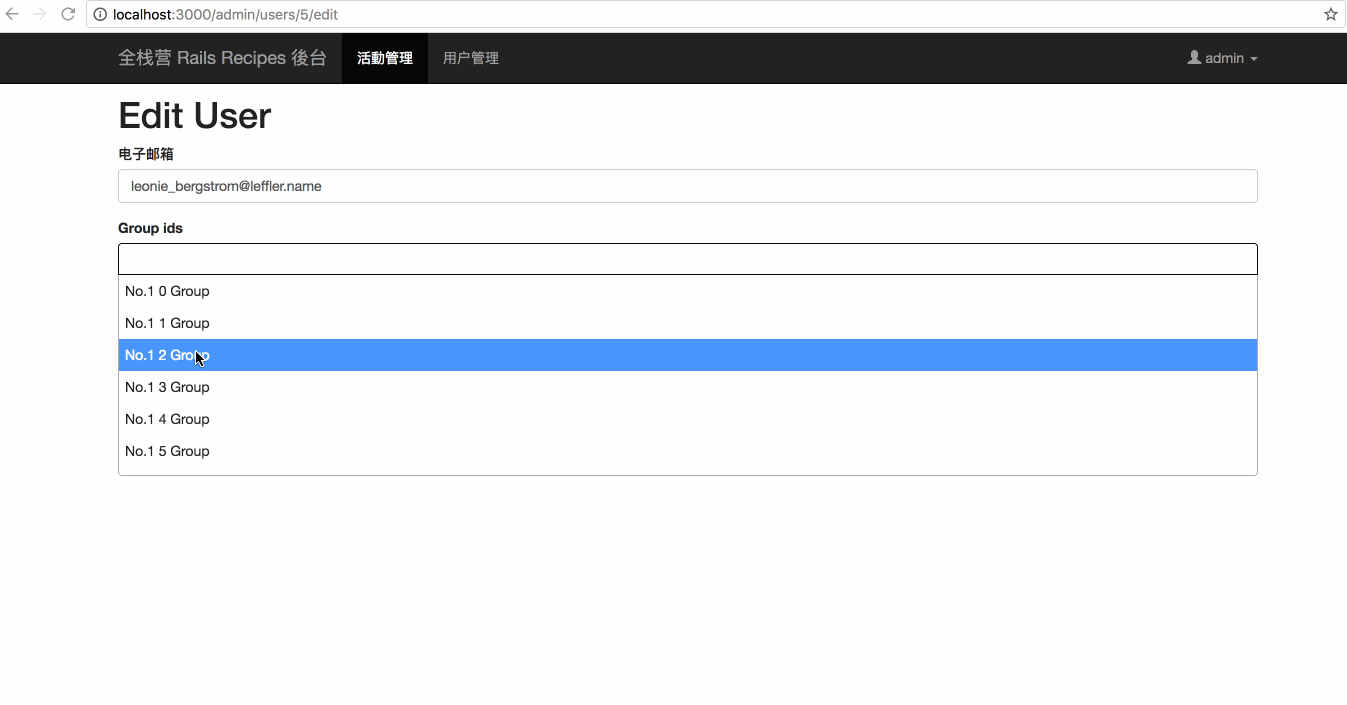 localhost:3000/admin/users/5/edit
全栈营 Rails Recipes 後台 活動管理 用户管理 admin
Edit User
电子邮箱
leonie_bergstrom@leffler.name
Group ids
No.1 0 Group
No.1 1 Group
No.1 2 Group
No.1 3 Group
No.1 4 Group
No.1 5 Group